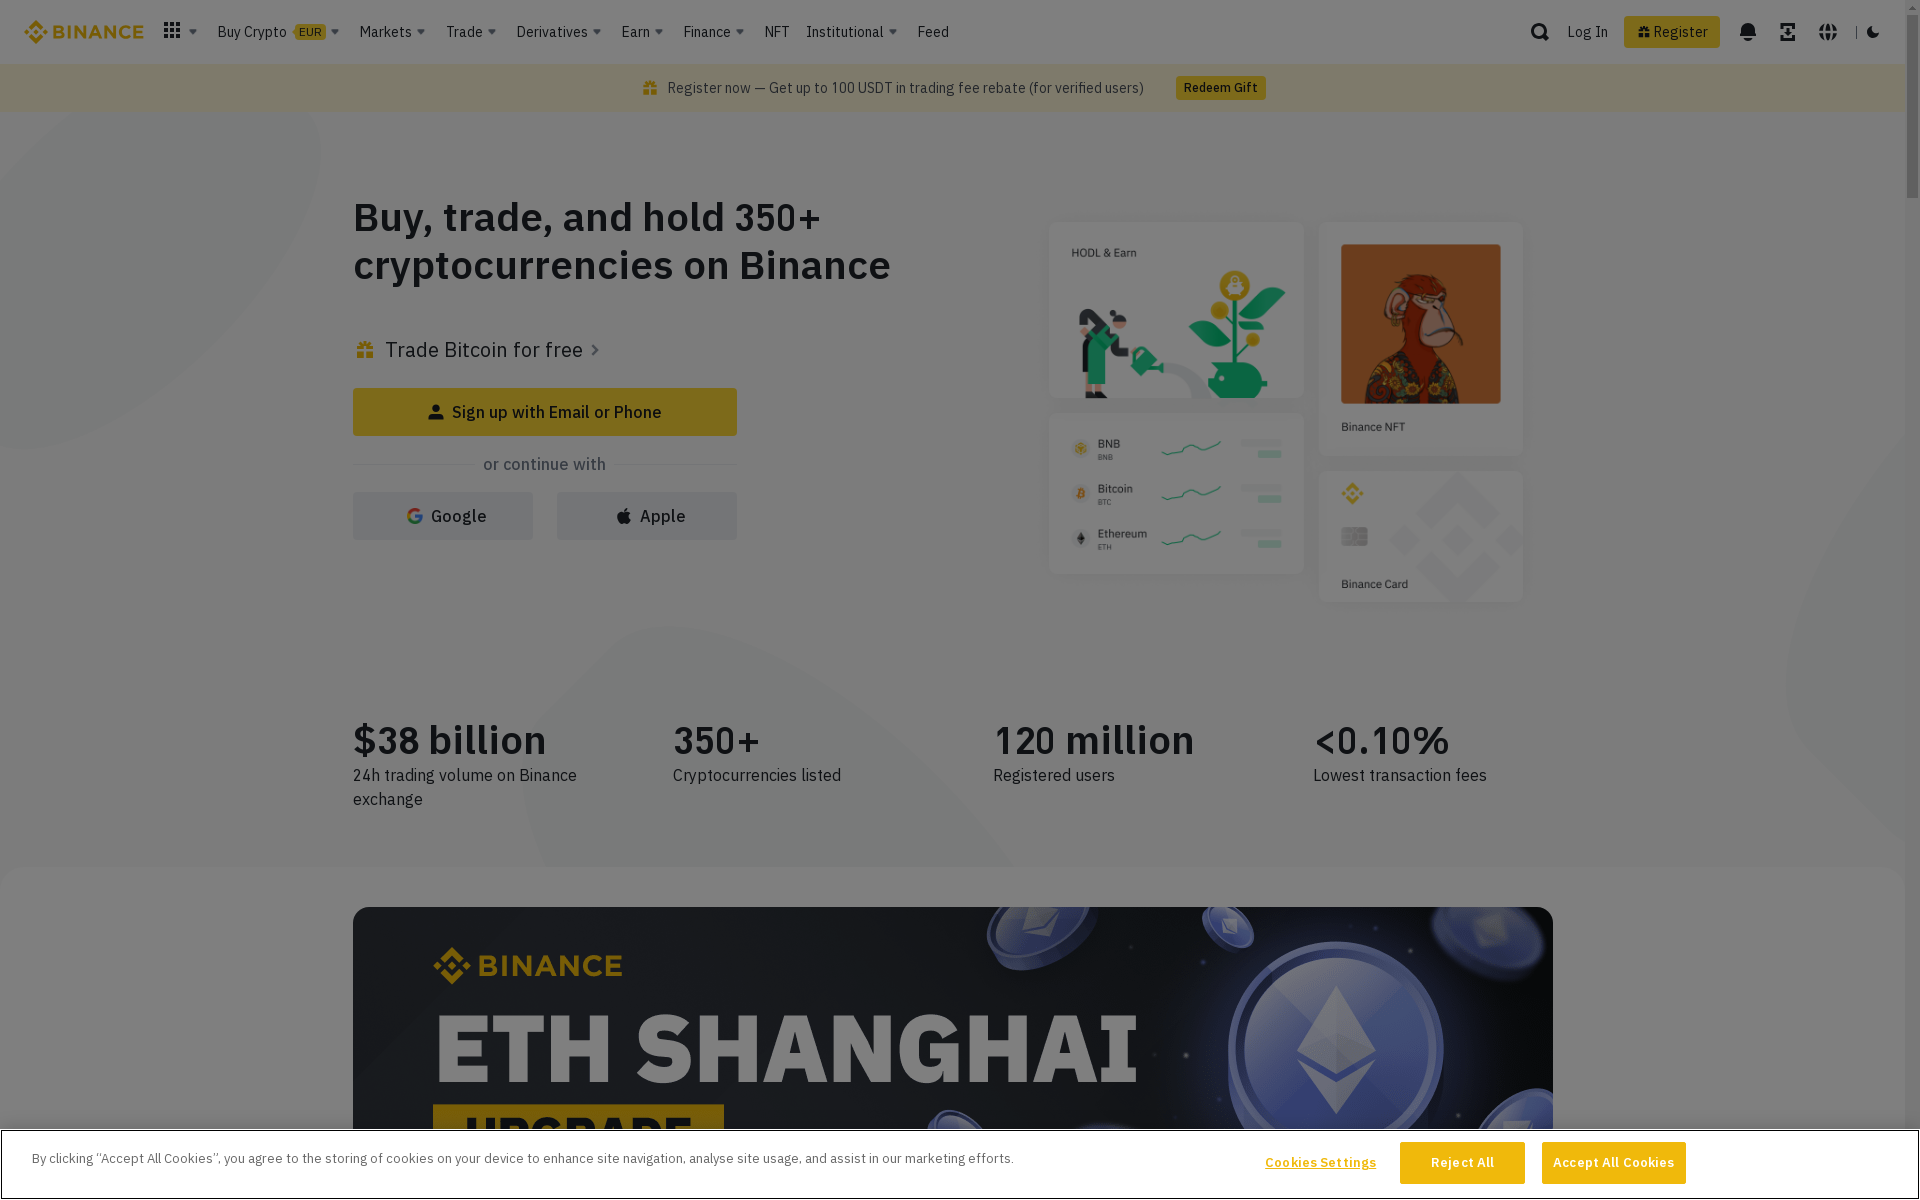 BINANCE
Buy Crypto EUR Markets Trade Derivatives Earn Finance NFT Institutional Feed
Log In Register
Register now — Get up to 100 USDT in trading fee rebate (for verified users) Redeem Gift
Buy, trade, and hold 350+
cryptocurrencies on Binance
Trade Bitcoin for free
Sign up with Email or Phone
or continue with
Google Apple
HODL & Earn
Binance NFT
BNB
BNB
Bitcoin
BTC
Ethereum
ETH
Binance Card
$38 billion
24h trading volume on Binance
exchange
350+
Cryptocurrencies listed
120 million
Registered users
<0.10%
Lowest transaction fees
BINANCE
ETH SHANGHAI
UPGRADE
By clicking “Accept All Cookies”, you agree to the storing of cookies on your device to enhance site navigation, analyse site usage, and assist in our marketing efforts.
Cookies Settings Reject All Accept All Cookies